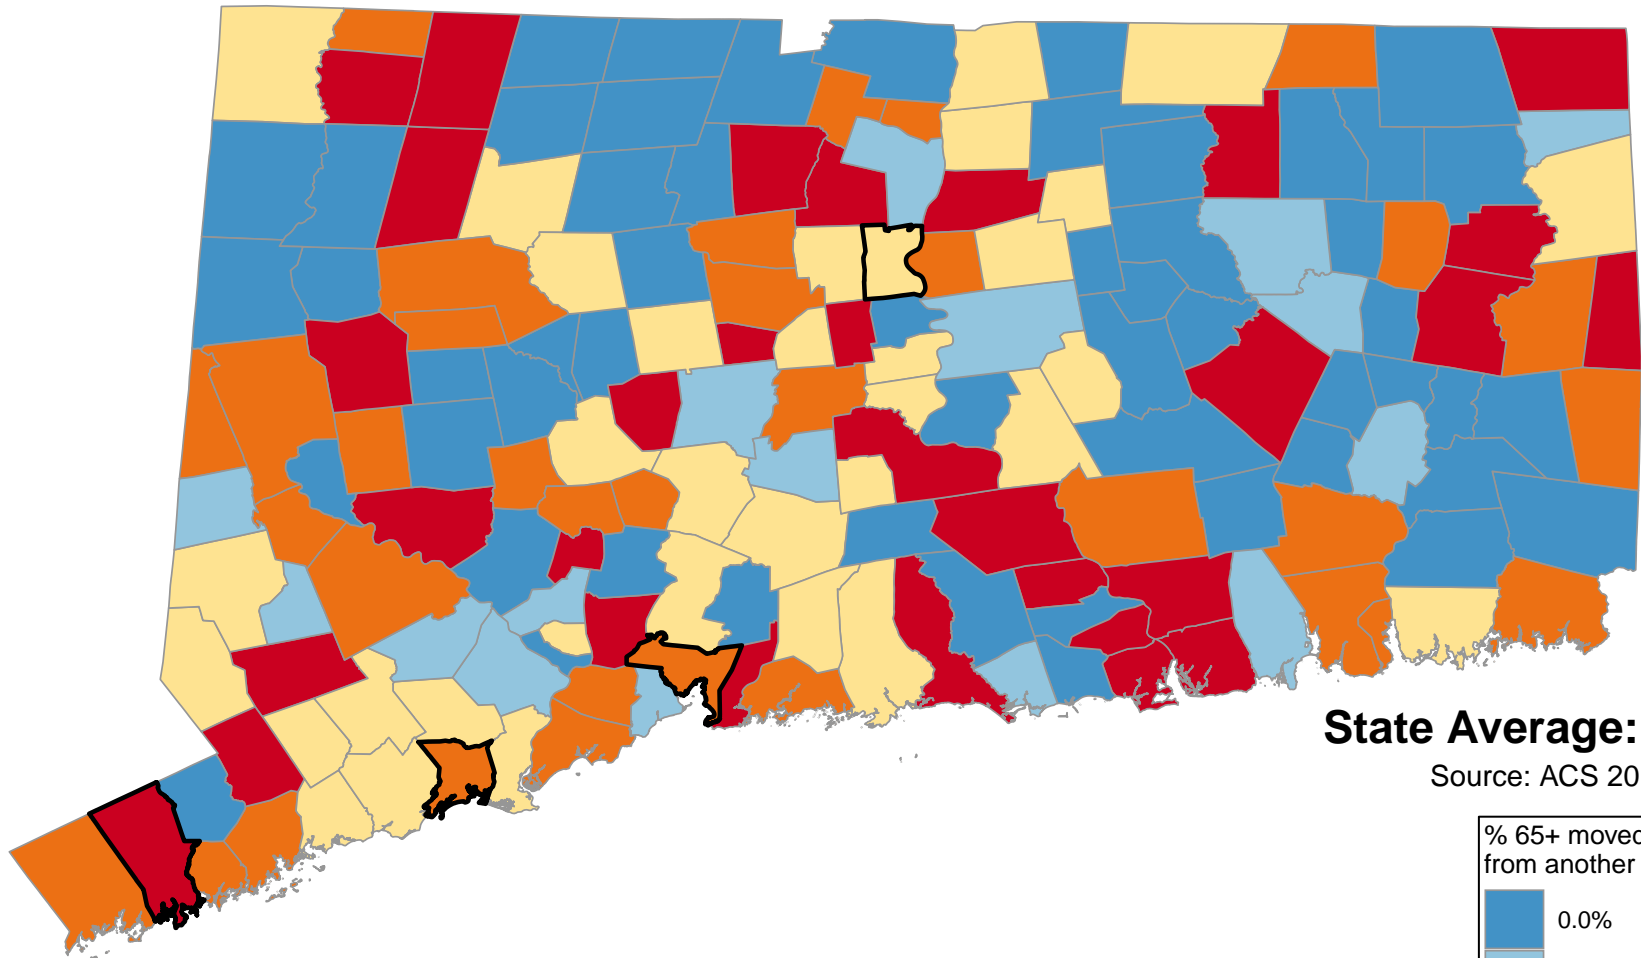 State Average:
Source: ACS 20
% 65+ moved
from another
0.0%